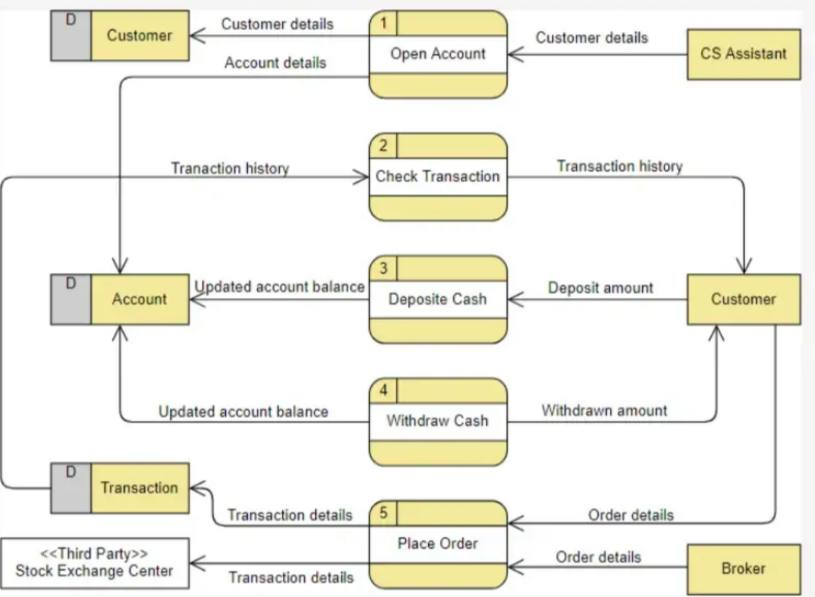 D
Customer
Customer details
1
Open Account
Customer details
CS Assistant
Account details
2
Tranaction history
Check Transaction
Transaction history
D
Account
Updated account balance
3
Deposite Cash
Deposit amount
Customer
4
Updated account balance
Withdraw Cash
Withdrawn amount
D
Transaction
Transaction details
5
Place Order
Order details
<<Third Party>>
Stock Exchange Center
Transaction details
Order details
Broker